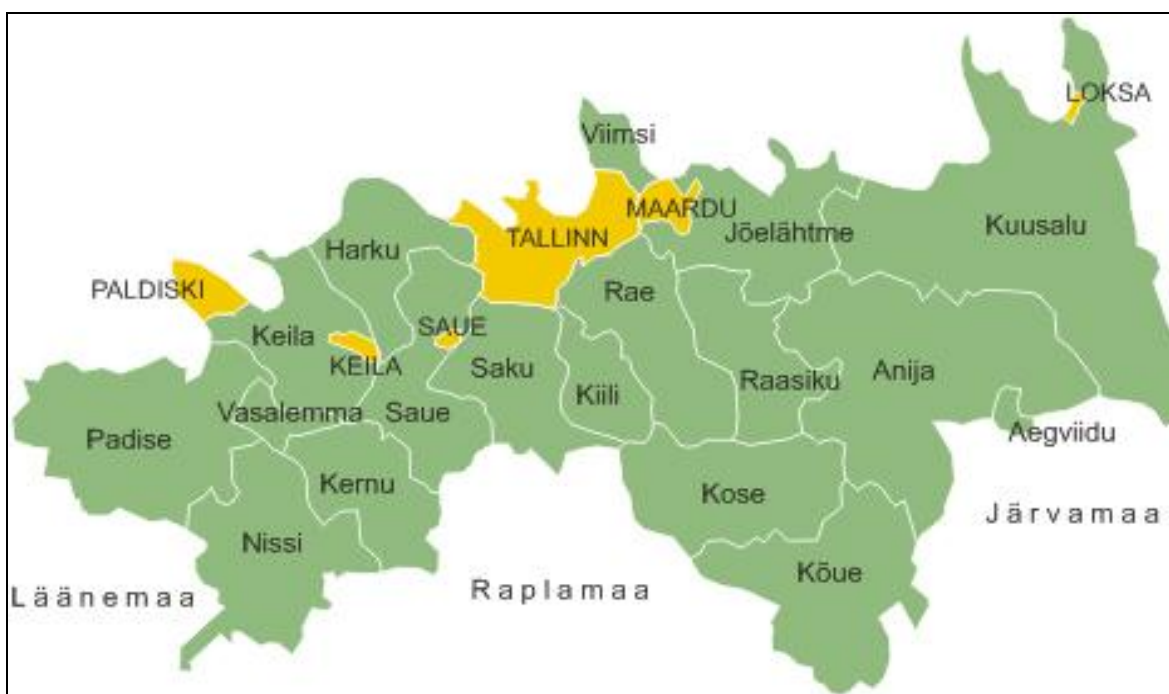 LOKSA
Viimsi
MAARDU
Kuusalu
Jõelähtme
TALLINN
Harku
PALDISKI
Rae
Keila
SAUE
KEILA
Saku
Anija
Raasiku
Kiili
Vasalemma
Saue
Padise
Aegviidu
Kernu
Kose
Järvamaa
Nissi
Kõue
Raplamaa
Läänemaa